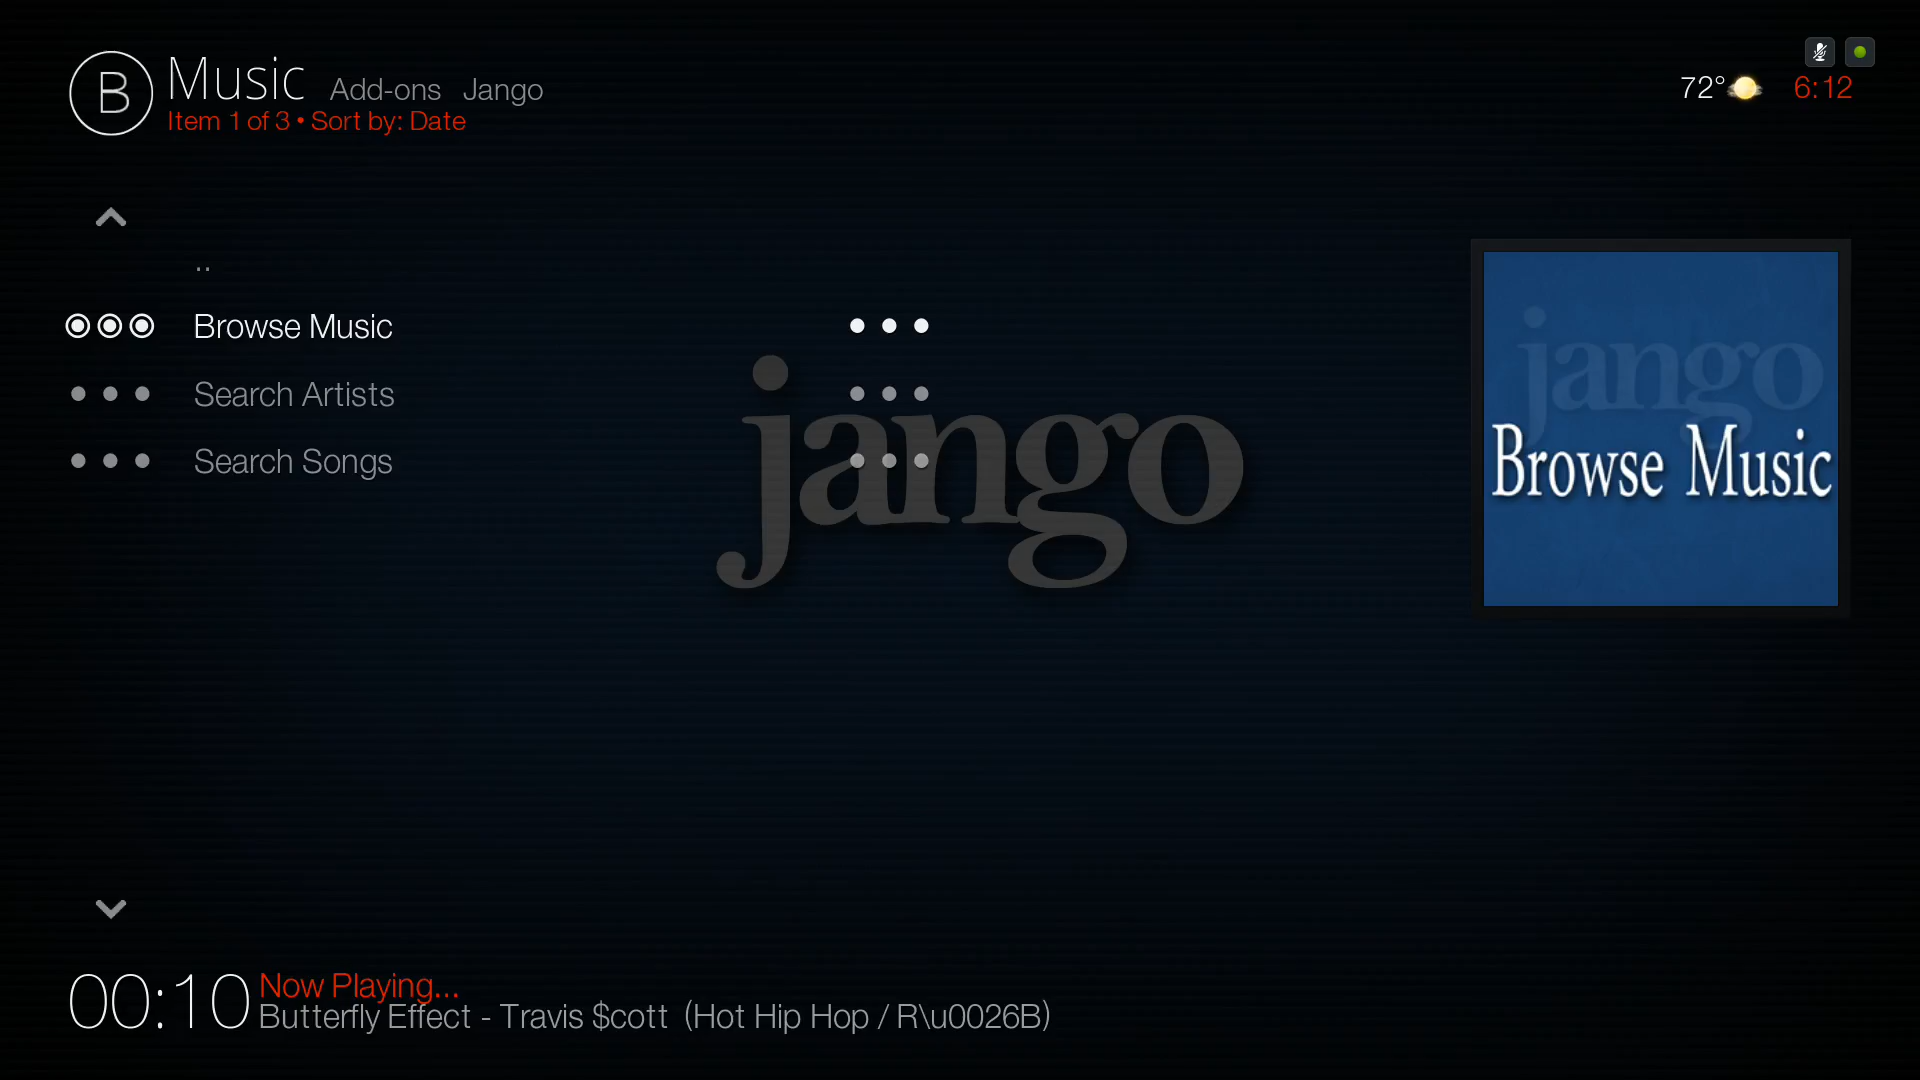 B Music Add-ons Jango
Item 1 of 3 • Sort by: Date
72° 6:12
..
Browse Music
Search Artists
Search Songs
jango
jango
Browse Music
00:10 Now Playing...
Butterfly Effect - Travis $cott (Hot Hip Hop / R\u0026B)